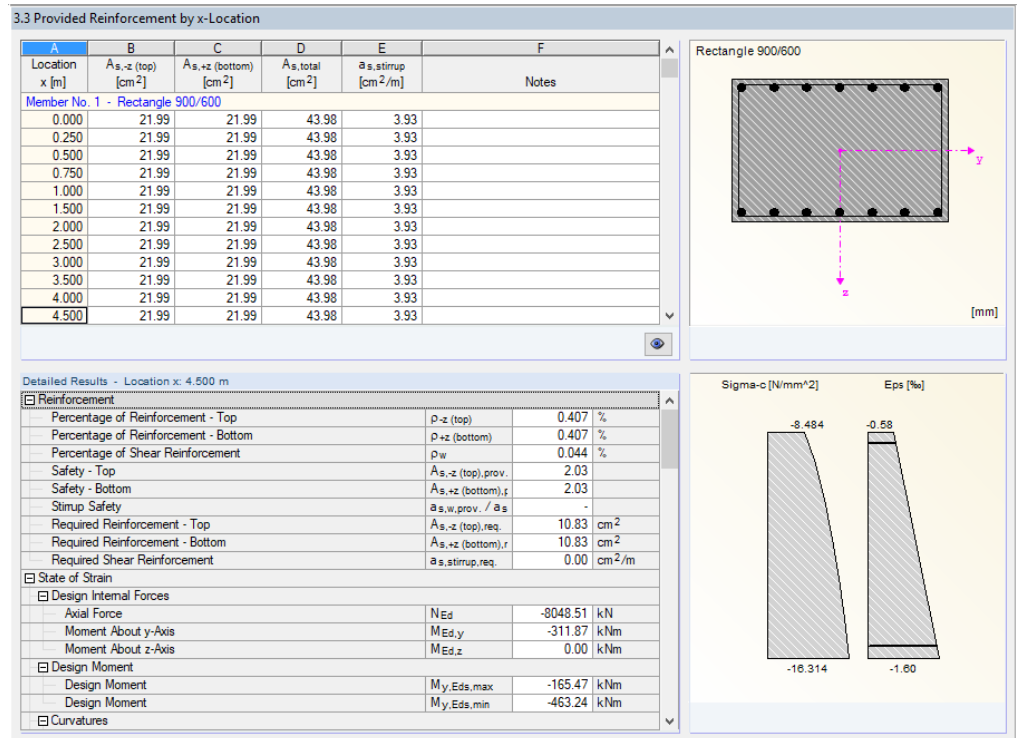 3.3 Provided Reinforcement by x-Location
A B C D E F
Location As,-z (top) As,+z (bottom) As,total as,stirrup
x [m] [cm²] [cm²] [cm²] [cm²/m] Notes
Member No. 1 - Rectangle 900/600
0.000 21.99 21.99 43.98 3.93
0.250 21.99 21.99 43.98 3.93
0.500 21.99 21.99 43.98 3.93
0.750 21.99 21.99 43.98 3.93
1.000 21.99 21.99 43.98 3.93
1.500 21.99 21.99 43.98 3.93
2.000 21.99 21.99 43.98 3.93
2.500 21.99 21.99 43.98 3.93
3.000 21.99 21.99 43.98 3.93
3.500 21.99 21.99 43.98 3.93
4.000 21.99 21.99 43.98 3.93
4.500 21.99 21.99 43.98 3.93
Rectangle 900/600
y
z
[mm]
Detailed Results - Location x: 4.500 m
Reinforcement
Percentage of Reinforcement - Top ρ-z (top) 0.407 %
Percentage of Reinforcement - Bottom ρ+z (bottom) 0.407 %
Percentage of Shear Reinforcement ρw 0.044 %
Safety - Top As,-z (top),prov. 2.03
Safety - Bottom As,+z (bottom),p 2.03
Stirrup Safety as,w,prov. / as -
Required Reinforcement - Top As,-z (top),req. 10.83 cm²
Required Reinforcement - Bottom As,+z (bottom),r 10.83 cm²
Required Shear Reinforcement as,stirrup,req. 0.00 cm²/m
State of Strain
Design Internal Forces
Axial Force NEd -8048.51 kN
Moment About y-Axis MEd,y -311.87 kNm
Moment About z-Axis MEd,z 0.00 kNm
Design Moment
Design Moment My,Eds,max -165.47 kNm
Design Moment My,Eds,min -463.24 kNm
Curvatures
Sigma-c [N/mm^2] Eps [‰]
-8.484 -0.58
-16.314 -1.60